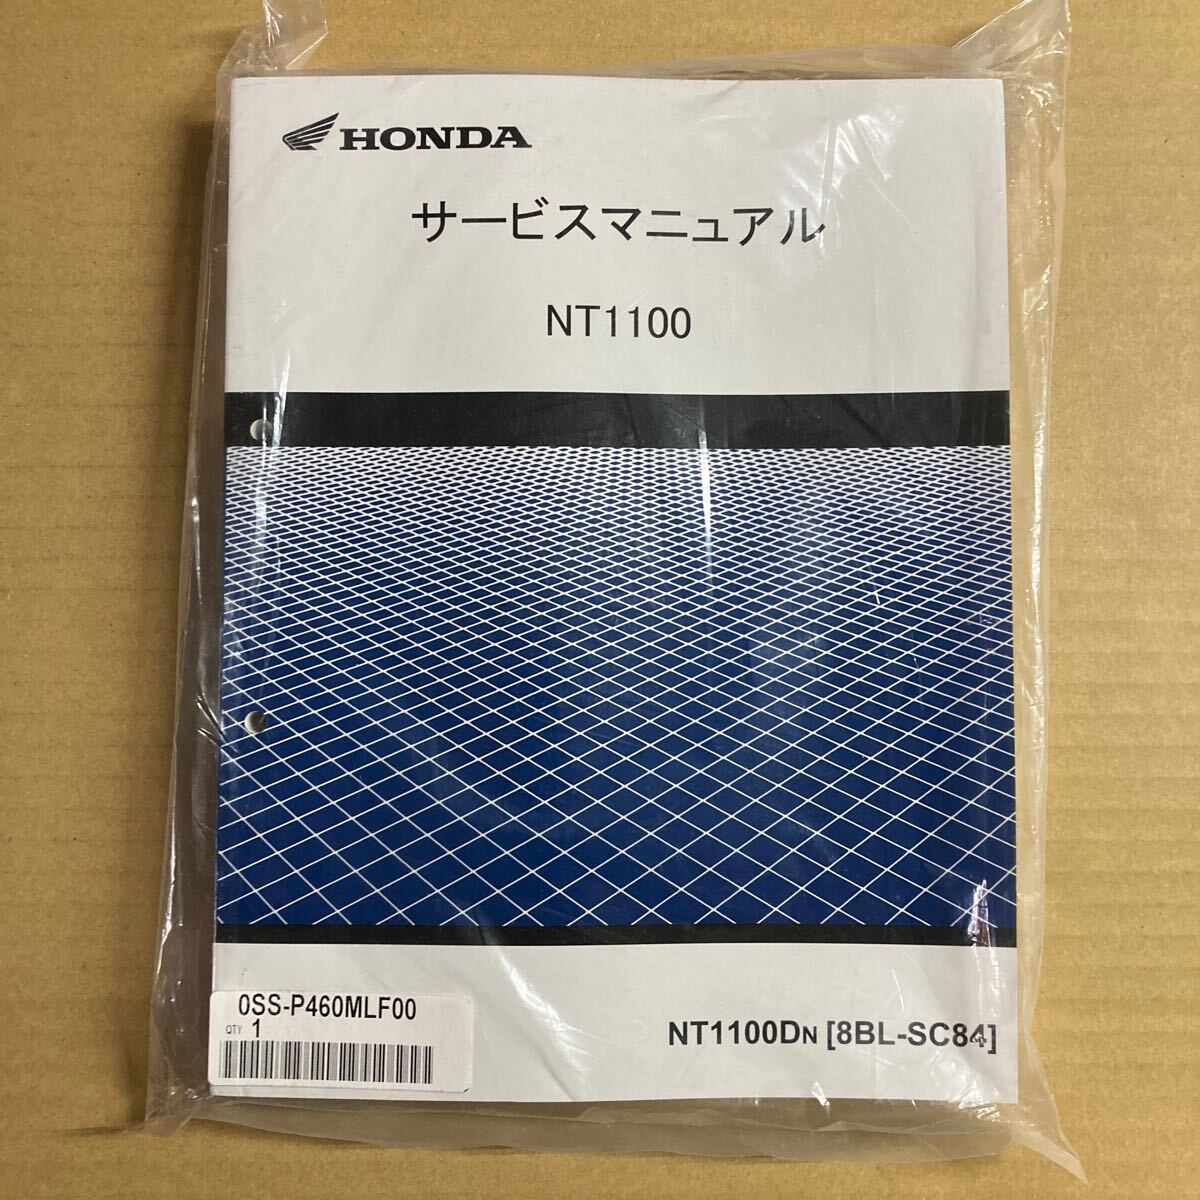 HONDA
サービスマニュアル
NT1100
0SS-P460MLF00
QTY 1
NT1100DN [8BL-SC84]